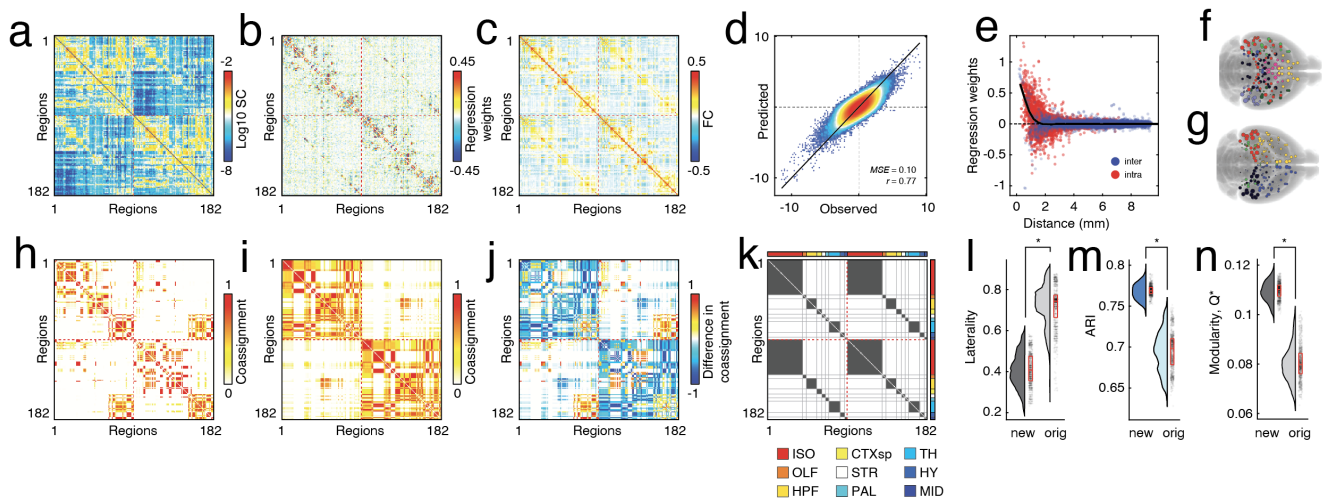 a
1
Regions
182
1
Regions
182
-2
Log10 SC
-8
b
1
Regions
182
1
Regions
182
0.45
Regression
weights
-0.45
c
1
Regions
182
1
Regions
182
0.5
FC
-0.5
d
10
Predicted
-10
-10
Observed
10
MSE = 0.10
r = 0.77
e
Regression weights
1
0.5
0
-0.5
-1
0 2 4 6 8
Distance (mm)
inter
intra
f
g
h
1
Regions
182
1
Regions
182
1
Coassignment
0
i
1
Regions
182
1
Regions
182
1
Coassignment
0
j
1
Regions
182
1
Regions
182
1
Difference in
coassignment
-1
k
1
Regions
182
1
Regions
182
ISO
CTXsp
TH
OLF
STR
HY
HPF
PAL
MID
l
*
Laterality
0.8
0.6
0.4
0.2
new orig
m
*
ARI
0.8
0.75
0.7
0.65
new orig
n
*
Modularity, Q*
0.12
0.1
0.08
0.06
new orig